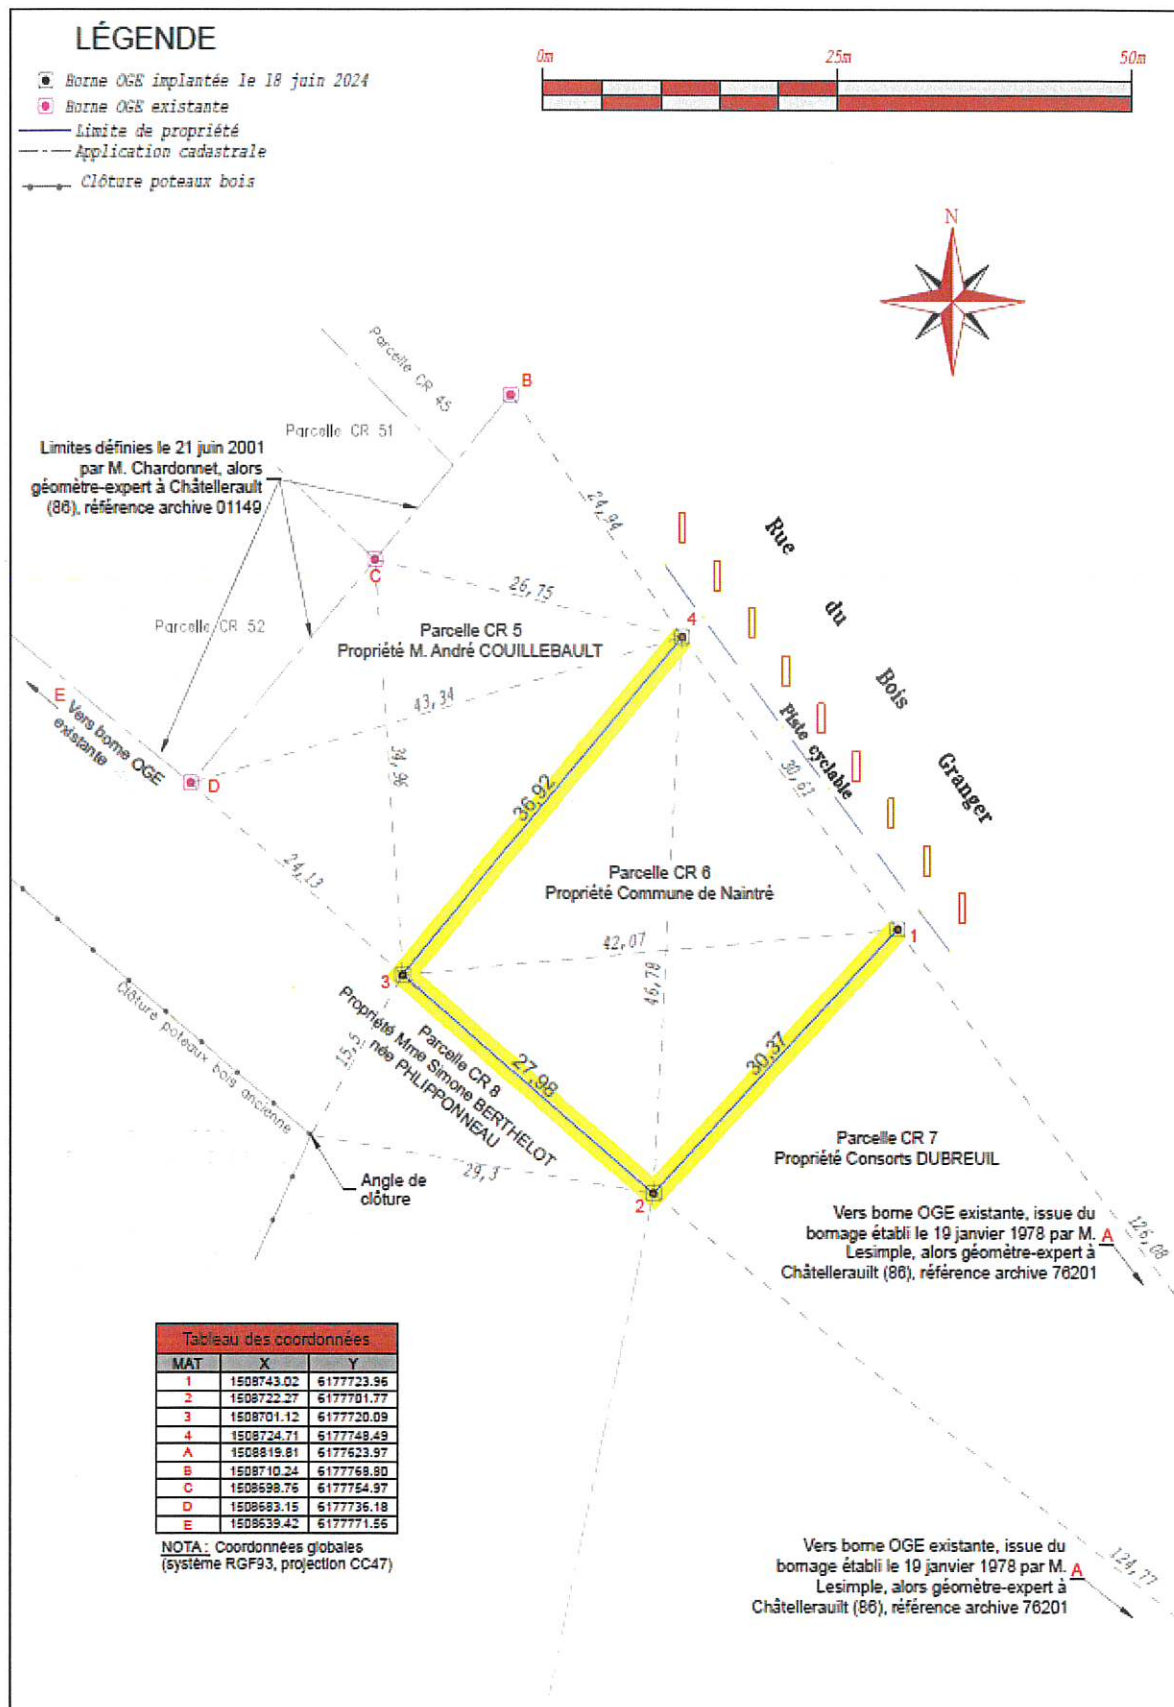 LÉGENDE
Borne OGE implantée le 18 juin 2024
Borne OGE existante
Limite de propriété
Application cadastrale
Clôture poteaux bois
0m 25m 50m
N
Parcelle CR 45
B
Parcelle CR 51
Limites définies le 21 juin 2001
par M. Chardonnet, alors
géomètre-expert à Châtellerault
(86), référence archive 01149
24,94
Rue
du
Bois
Granger
C
26,75
4
Parcelle CR 52
Parcelle CR 5
Propriété M. André COUILLEBAULT
E
Vers borne OGE
existante
43,34
D
34,96
36,92
Piste cyclable
30,61
24,13
Parcelle CR 6
Propriété Commune de Naintré
42,07
1
3
46,78
Clôture poteaux bois ancienne
15,5
Parcelle CR 8
Propriété Mme Simone BERTHELOT
née PHLIPPONNEAU
27,98
30,37
Parcelle CR 7
Propriété Consorts DUBREUIL
29,3
Angle de
clôture
2
Vers borne OGE existante, issue du
bornage établi le 19 janvier 1978 par M. A
Lesimple, alors géomètre-expert à
Châtellerauilt (86), référence archive 76201
126,08
Tableau des coordonnées
MAT X Y
1 1508743.02 6177723.96
2 1508722.27 6177701.77
3 1508701.12 6177720.09
4 1508724.71 6177748.49
A 1508819.81 6177623.97
B 1508710.24 6177768.80
C 1508698.76 6177754.97
D 1508683.15 6177736.18
E 1508639.42 6177771.56
NOTA : Coordonnées globales
(système RGF93, projection CC47)
Vers borne OGE existante, issue du
bornage établi le 19 janvier 1978 par M. A
Lesimple, alors géomètre-expert à
Châtellerauilt (86), référence archive 76201
124,77